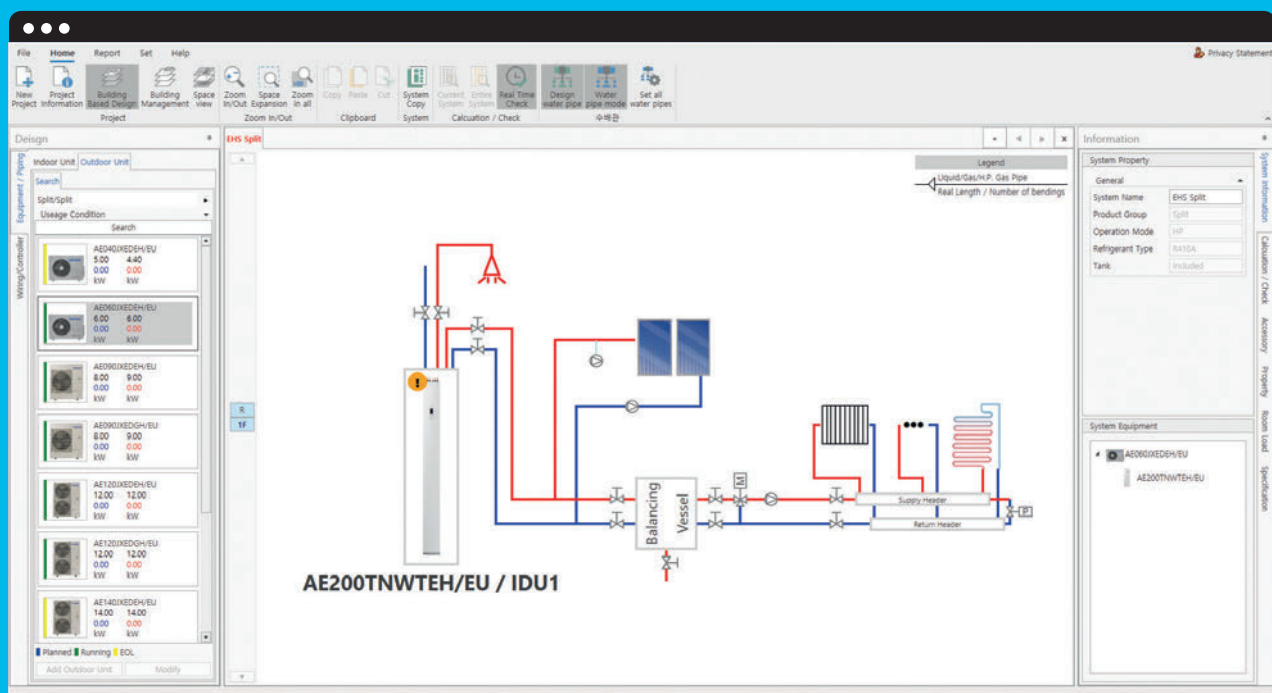 File Home Report Set Help
Privacy Statement
New Project
Project Information
Building Based Design
Building Management
Space view
Zoom In/Out
Space Expansion
Zoom in all
Copy
Paste
Cut
System Copy
Current System
Entire System
Real Time Check
Design water pipe
Water pipe mode
Set all water pipes
Project
Zoom In/Out
Clipboard
System
Calcuation / Check
수배관
Deisgn
Equipment / Piping
Wiring/Controller
Indoor Unit Outdoor Unit
Search
Split/Split
Useage Condition
Search
AE040JXEDEH/EU
5.00 4.40
0.00 0.00
kW kW
AE060JXEDEH/EU
6.00 6.00
0.00 0.00
kW kW
AE090JXEDEH/EU
8.00 9.00
0.00 0.00
kW kW
AE090JXEDGH/EU
8.00 9.00
0.00 0.00
kW kW
AE120JXEDEH/EU
12.00 12.00
0.00 0.00
kW kW
AE120JXEDGH/EU
12.00 12.00
0.00 0.00
kW kW
AE140JXEDEH/EU
14.00 14.00
0.00 0.00
kW kW
Planned Running EOL
Add Outdoor Unit Modify
EHS Split
R
1F
Legend
Liquid/Gas/H.P. Gas Pipe
Real Length / Number of bendings
Balancing
Vessel
M
Supply Header
Return Header
P
AE200TNWTEH/EU / IDU1
Information
System Property
General
System Name EHS Split
Product Group Split
Operation Mode HP
Refrigerant Type R410A
Tank Included
System Equipment
AE060JXEDEH/EU
AE200TNWTEH/EU
System Information
Calcuation / Check
Accessory
Property
Room Load
Specification